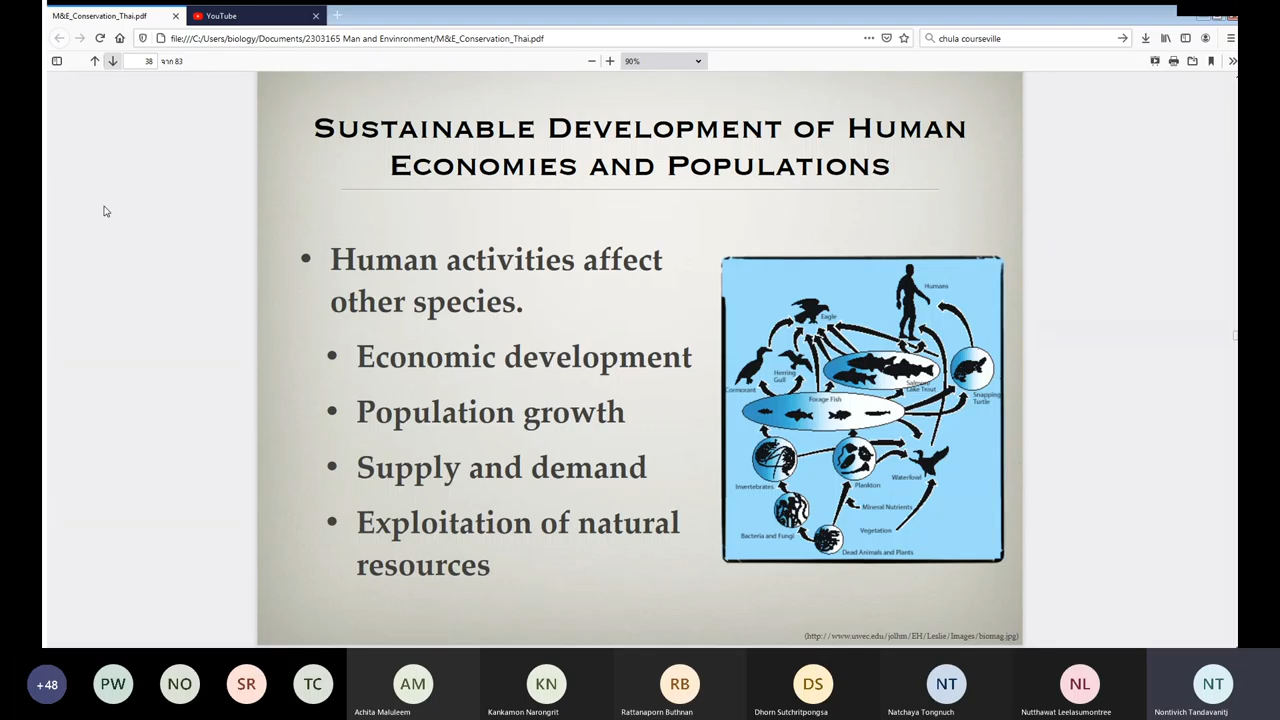 M&E_Conservation_Thai.pdf
YouTube
file:///C:/Users/biology/Documents/2303165 Man and Envinronment/M&E_Conservation_Thai.pdf
chula courseville
38 จาก 83
90%
Sustainable Development of Human
Economies and Populations
• Human activities affect
other species.
• Economic development
• Population growth
• Supply and demand
• Exploitation of natural
resources
Humans
Eagle
Herring
Gull
Cormorant
Salmon
Lake Trout
Snapping
Turtle
Forage Fish
Invertebrates
Plankton
Waterfowl
Mineral Nutrients
Vegetation
Bacteria and Fungi
Dead Animals and Plants
(http://www.uwec.edu/jolhm/EH/Leslie/Images/biomag.jpg)
+48
PW
NO
SR
TC
AM
KN
RB
DS
NT
NL
NT
Achita Maluleem
Kankamon Narongrit
Rattanaporn Buthnan
Dhorn Sutchritpongsa
Natchaya Tongnuch
Nutthawat Leelasumontree
Nontivich Tandavanitj